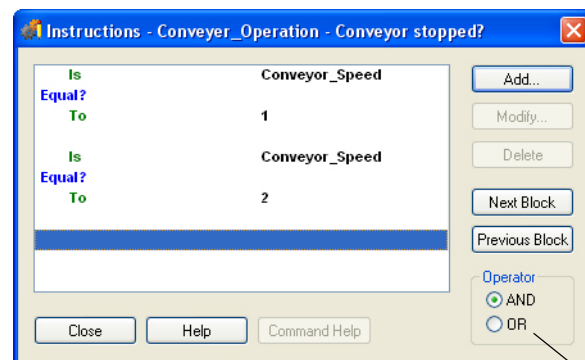 Instructions - Conveyer_Operation - Conveyor stopped?
Is Conveyor_Speed
Equal?
To 1
Is Conveyor_Speed
Equal?
To 2
Add...
Modify...
Delete
Next Block
Previous Block
Operator
AND
OR
Close Help Command Help